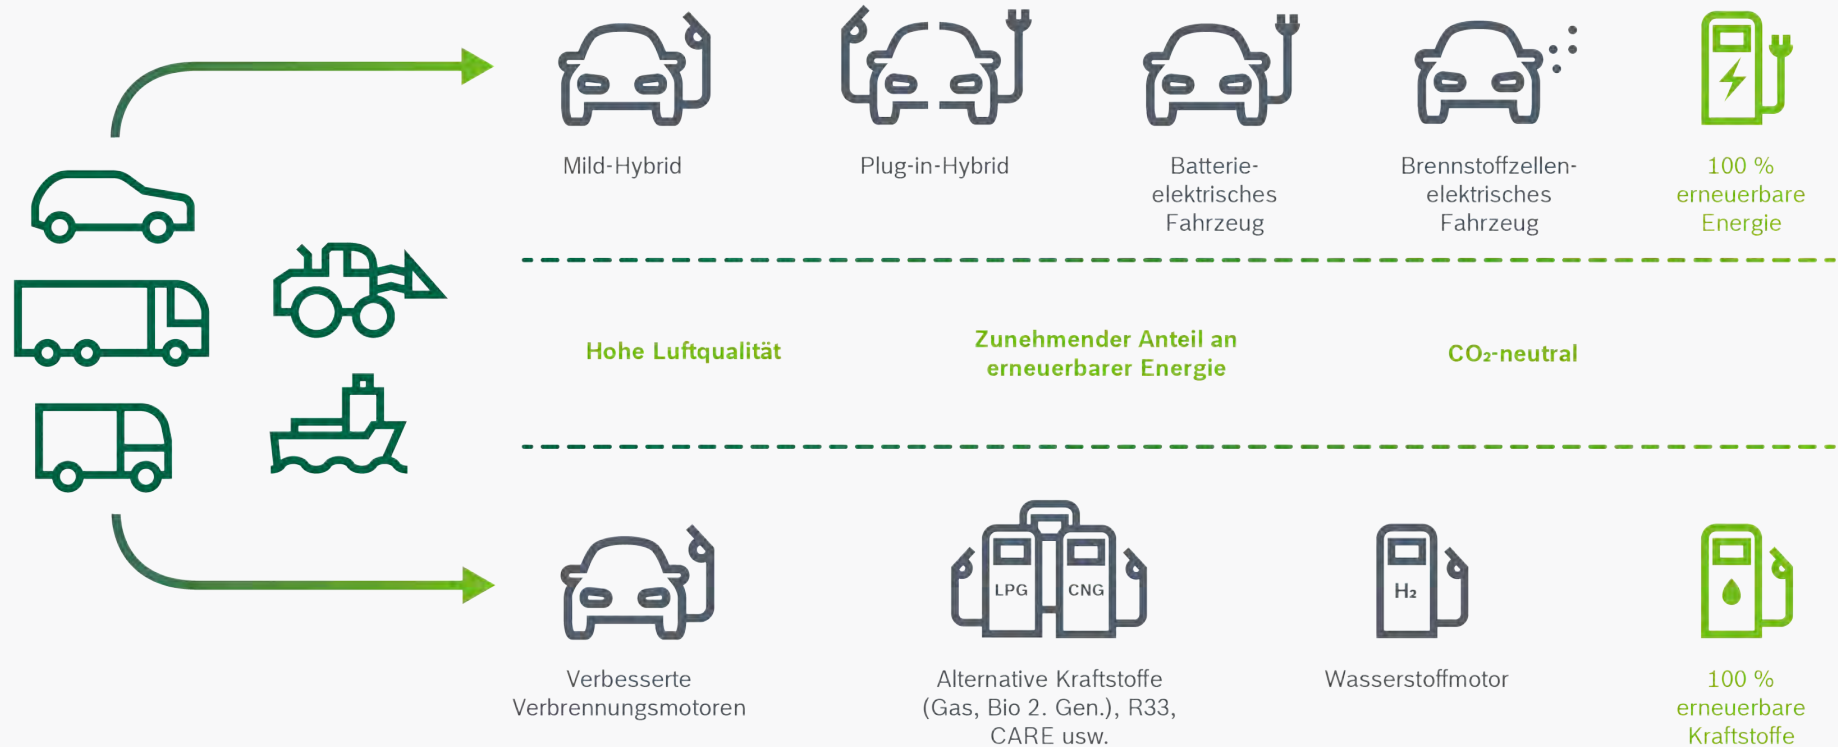 Mild-Hybrid
Plug-in-Hybrid
Batterie-
elektrisches
Fahrzeug
Brennstoffzellen-
elektrisches
Fahrzeug
100 %
erneuerbare
Energie
Hohe Luftqualität
Zunehmender Anteil an
erneuerbarer Energie
CO₂-neutral
LPG
CNG
H₂
Verbesserte
Verbrennungsmotoren
Alternative Kraftstoffe
(Gas, Bio 2. Gen.), R33,
CARE usw.
Wasserstoffmotor
100 %
erneuerbare
Kraftstoffe